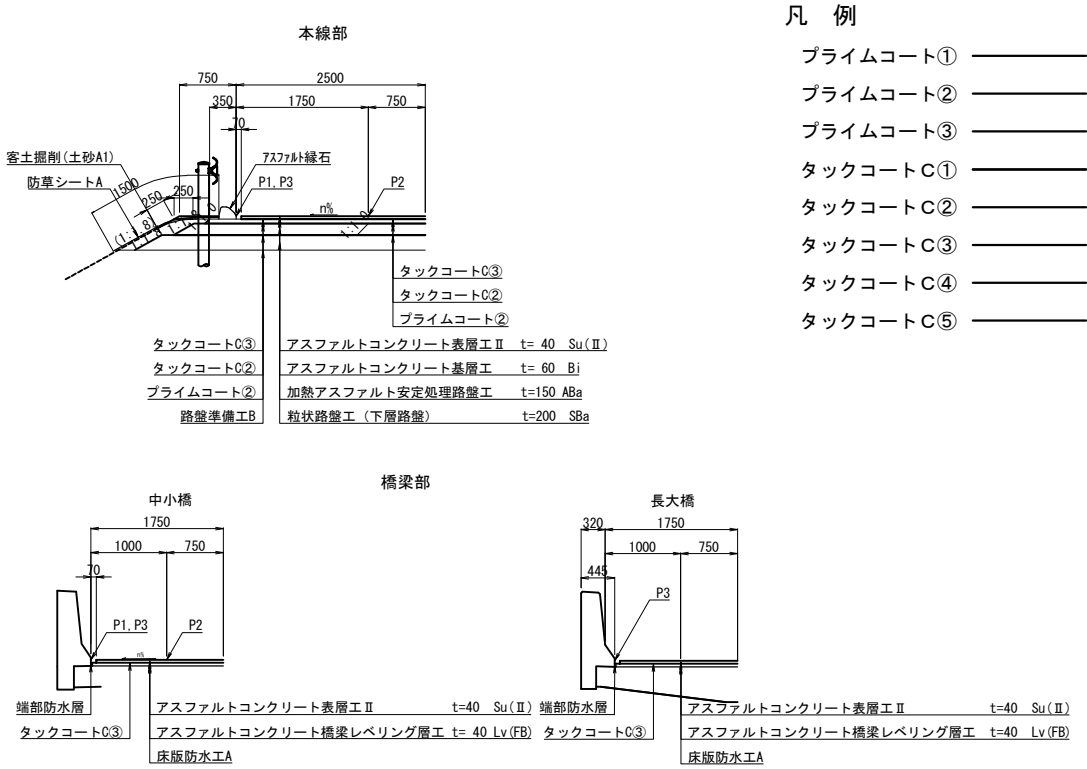 本線部
750
2500
350
1750
750
70
客土掘削(土砂A1)
アスファルト縁石
防草シートA
P1,P3
P2
1500
250
250
n%
(1:1.8)
タックコートC③
タックコートC②
プライムコート②
タックコートC③
アスファルトコンクリート表層工Ⅱ t= 40 Su(Ⅱ)
タックコートC②
アスファルトコンクリート基層工 t= 60 Bi
プライムコート②
加熱アスファルト安定処理路盤工 t=150 ABa
路盤準備工B
粒状路盤工(下層路盤) t=200 SBa
凡 例
プライムコート①
プライムコート②
プライムコート③
タックコートC①
タックコートC②
タックコートC③
タックコートC④
タックコートC⑤
橋梁部
中小橋
1750
1000
750
70
P1,P3
P2
n%
端部防水層
アスファルトコンクリート表層工Ⅱ t=40 Su(Ⅱ)
タックコートC③
アスファルトコンクリート橋梁レベリング層工 t= 40 Lv(FB)
床版防水工A
長大橋
320
1750
1000
750
445
P3
端部防水層
アスファルトコンクリート表層工Ⅱ t=40 Su(Ⅱ)
タックコートC③
アスファルトコンクリート橋梁レベリング層工 t=40 Lv(FB)
床版防水工A